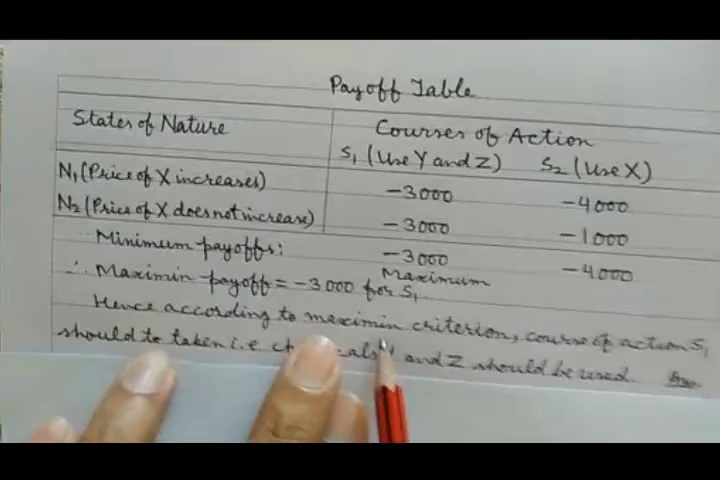 Payoff Table
States of Nature Courses of Action
S₁ (Use Y and Z) S₂ (Use X)
N₁ (Price of X increases) -3000 -4000
N₂ (Price of X does not increase) -3000 -1000
Minimum payoffs: -3000 -4000
Maximum
∴ Maximin payoff = -3000 for S₁
Hence according to maximin criterion, course of action S₁
should to taken i.e Y and Z should be used. Ans